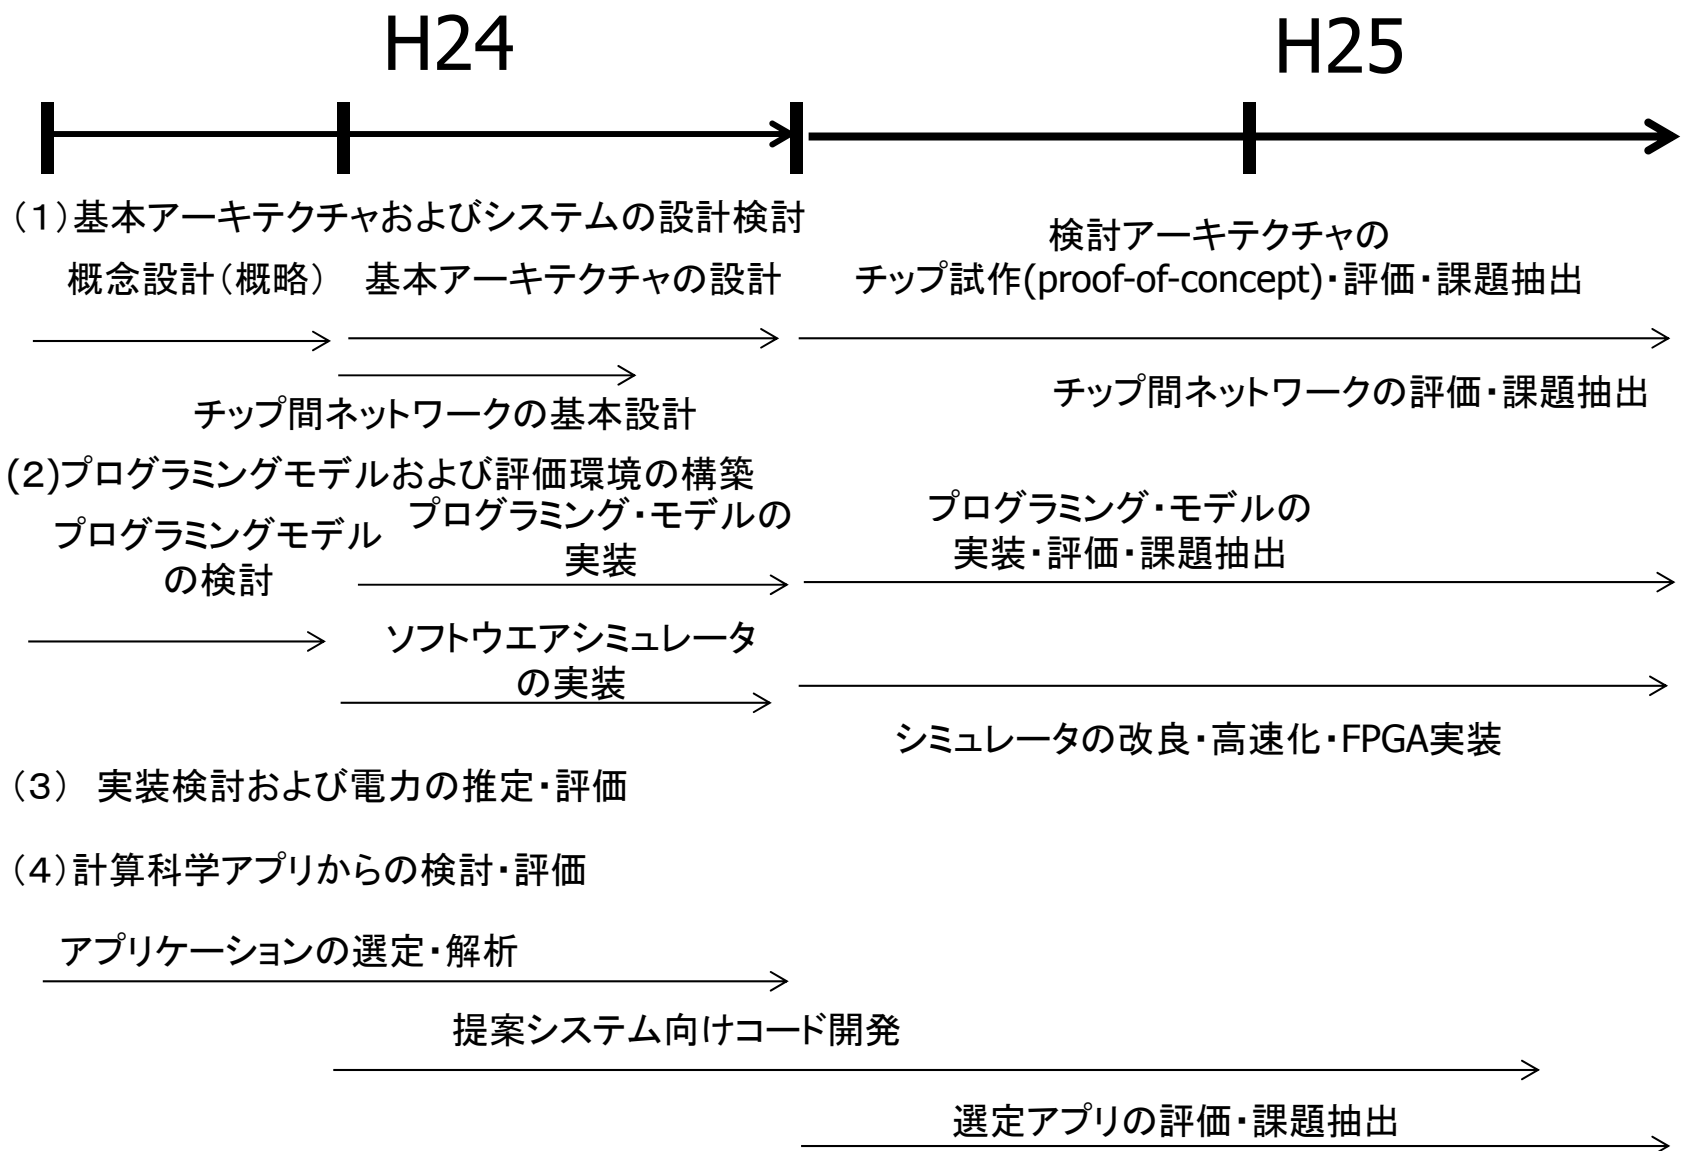 H24
H25
（１）基本アーキテクチャおよびシステムの設計検討
概念設計（概略）
基本アーキテクチャの設計
検討アーキテクチャの
チップ試作(proof-of-concept)・評価・課題抽出
チップ間ネットワークの基本設計
チップ間ネットワークの評価・課題抽出
(２)プログラミングモデルおよび評価環境の構築
プログラミングモデル
の検討
プログラミング・モデルの
実装
プログラミング・モデルの
実装・評価・課題抽出
ソフトウエアシミュレータ
の実装
シミュレータの改良・高速化・FPGA実装
（３） 実装検討および電力の推定・評価
（４）計算科学アプリからの検討・評価
アプリケーションの選定・解析
提案システム向けコード開発
選定アプリの評価・課題抽出